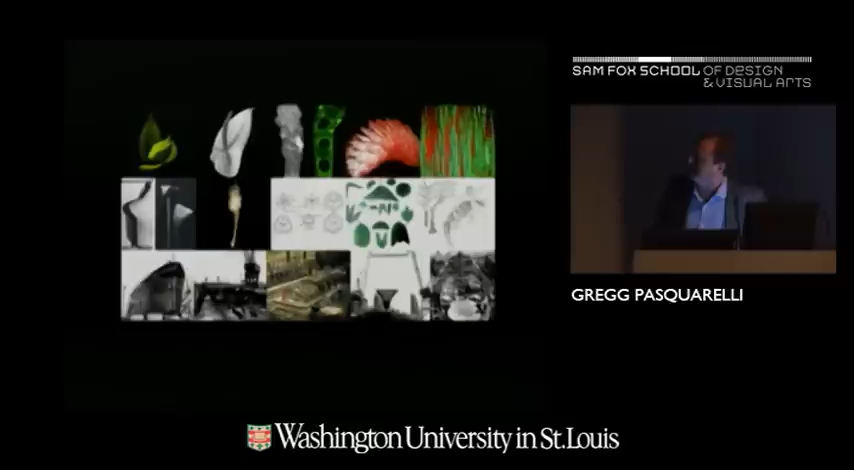 SAM FOX SCHOOL OF DESIGN
& VISUAL ARTS
GREGG PASQUARELLI
Washington University in St. Louis